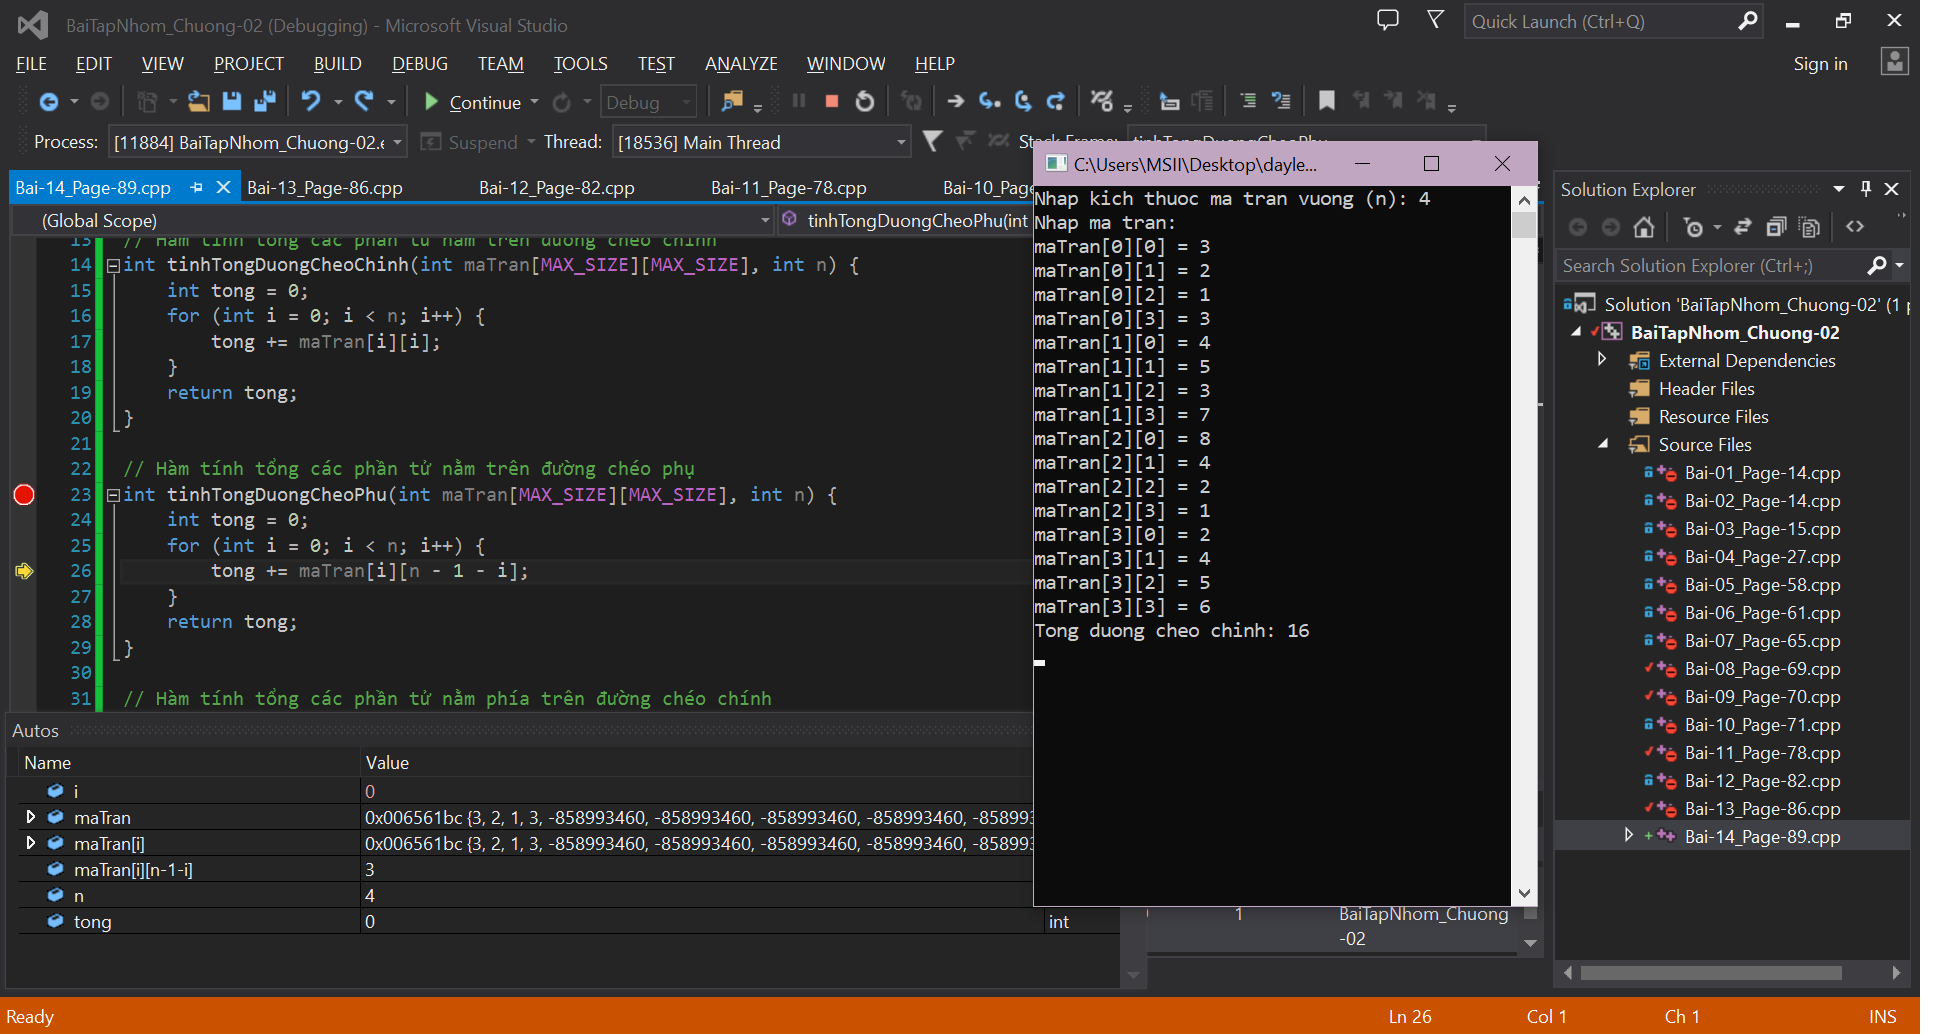 BaiTapNhom_Chuong-02 (Debugging) - Microsoft Visual Studio
Quick Launch (Ctrl+Q)
FILE EDIT VIEW PROJECT BUILD DEBUG TEAM TOOLS TEST ANALYZE WINDOW HELP
Sign in
Continue Debug
Process: [11884] BaiTapNhom_Chuong-02.e Suspend Thread: [18536] Main Thread Stack Frame: tinhTongDuongCheoPhu
Bai-14_Page-89.cpp Bai-13_Page-86.cpp Bai-12_Page-82.cpp Bai-11_Page-78.cpp Bai-10_Page
(Global Scope) tinhTongDuongCheoPhu(int
13 // Hàm tính tổng các phần tử nằm trên đường chéo chính
14 int tinhTongDuongCheoChinh(int maTran[MAX_SIZE][MAX_SIZE], int n) {
15 int tong = 0;
16 for (int i = 0; i < n; i++) {
17 tong += maTran[i][i];
18 }
19 return tong;
20 }
21
22 // Hàm tính tổng các phần tử nằm trên đường chéo phụ
23 int tinhTongDuongCheoPhu(int maTran[MAX_SIZE][MAX_SIZE], int n) {
24 int tong = 0;
25 for (int i = 0; i < n; i++) {
26 tong += maTran[i][n - 1 - i];
27 }
28 return tong;
29 }
30
31 // Hàm tính tổng các phần tử nằm phía trên đường chéo chính
Autos
Name Value
i 0
maTran 0x006561bc {3, 2, 1, 3, -858993460, -858993460, -858993460, -858993460, -858993
maTran[i] 0x006561bc {3, 2, 1, 3, -858993460, -858993460, -858993460, -858993460, -858993
maTran[i][n-1-i] 3
n 4
tong 0 int
C:\Users\MSII\Desktop\dayle...
Nhap kich thuoc ma tran vuong (n): 4
Nhap ma tran:
maTran[0][0] = 3
maTran[0][1] = 2
maTran[0][2] = 1
maTran[0][3] = 3
maTran[1][0] = 4
maTran[1][1] = 5
maTran[1][2] = 3
maTran[1][3] = 7
maTran[2][0] = 8
maTran[2][1] = 4
maTran[2][2] = 2
maTran[2][3] = 1
maTran[3][0] = 2
maTran[3][1] = 4
maTran[3][2] = 5
maTran[3][3] = 6
Tong duong cheo chinh: 16
1 BaiTapNhom_Chuong
-02
Solution Explorer
Search Solution Explorer (Ctrl+;)
Solution 'BaiTapNhom_Chuong-02' (1 p
BaiTapNhom_Chuong-02
External Dependencies
Header Files
Resource Files
Source Files
Bai-01_Page-14.cpp
Bai-02_Page-14.cpp
Bai-03_Page-15.cpp
Bai-04_Page-27.cpp
Bai-05_Page-58.cpp
Bai-06_Page-61.cpp
Bai-07_Page-65.cpp
Bai-08_Page-69.cpp
Bai-09_Page-70.cpp
Bai-10_Page-71.cpp
Bai-11_Page-78.cpp
Bai-12_Page-82.cpp
Bai-13_Page-86.cpp
Bai-14_Page-89.cpp
Ready Ln 26 Col 1 Ch 1 INS